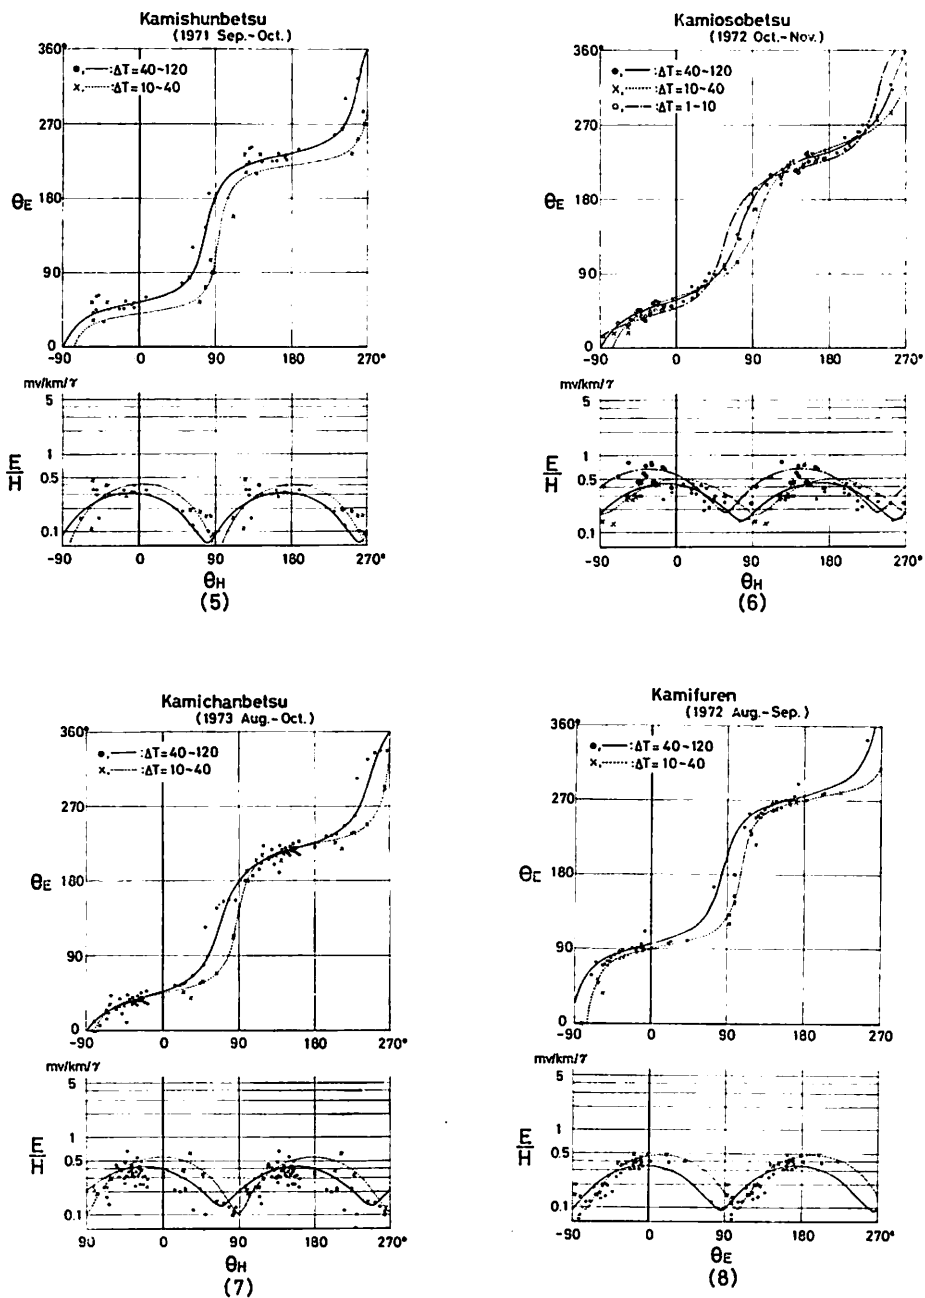 Kamishunbetsu
(1971 Sep.-Oct.)
360°
•, — :ΔT=40~120
×, ······ :ΔT=10~40
270
θE
180
90
0
-90 0 90 180 270°
mv/km/γ
5
1
E/H
0.5
0.1
-90 0 90 180 270°
θH
(5)
Kamiosobetsu
(1972 Oct.-Nov.)
360°
•, — :ΔT=40~120
×, ······ :ΔT=10~40
○, —·— :ΔT=1~10
270
θE
180
90
0
-90 0 90 180 270°
mv/km/γ
5
1
E/H
0.5
0.1
-90 0 90 180 270°
θH
(6)
Kamichanbetsu
(1973 Aug.-Oct.)
360°
•, — :ΔT=40~120
×, ······ :ΔT=10~40
270
θE
180
90
0
-90 0 90 180 270°
mv/km/γ
5
1
E/H
0.5
0.1
90 0 90 180 270°
θH
(7)
Kamifuren
(1972 Aug.-Sep.)
360°
•, — :ΔT=40~120
×, ······ :ΔT=10~40
270
θE
180
90
0
-90 0 90 180 270
mv/km/γ
5
1
E/H
0.5
0.1
-90 0 90 180 270°
θE
(8)